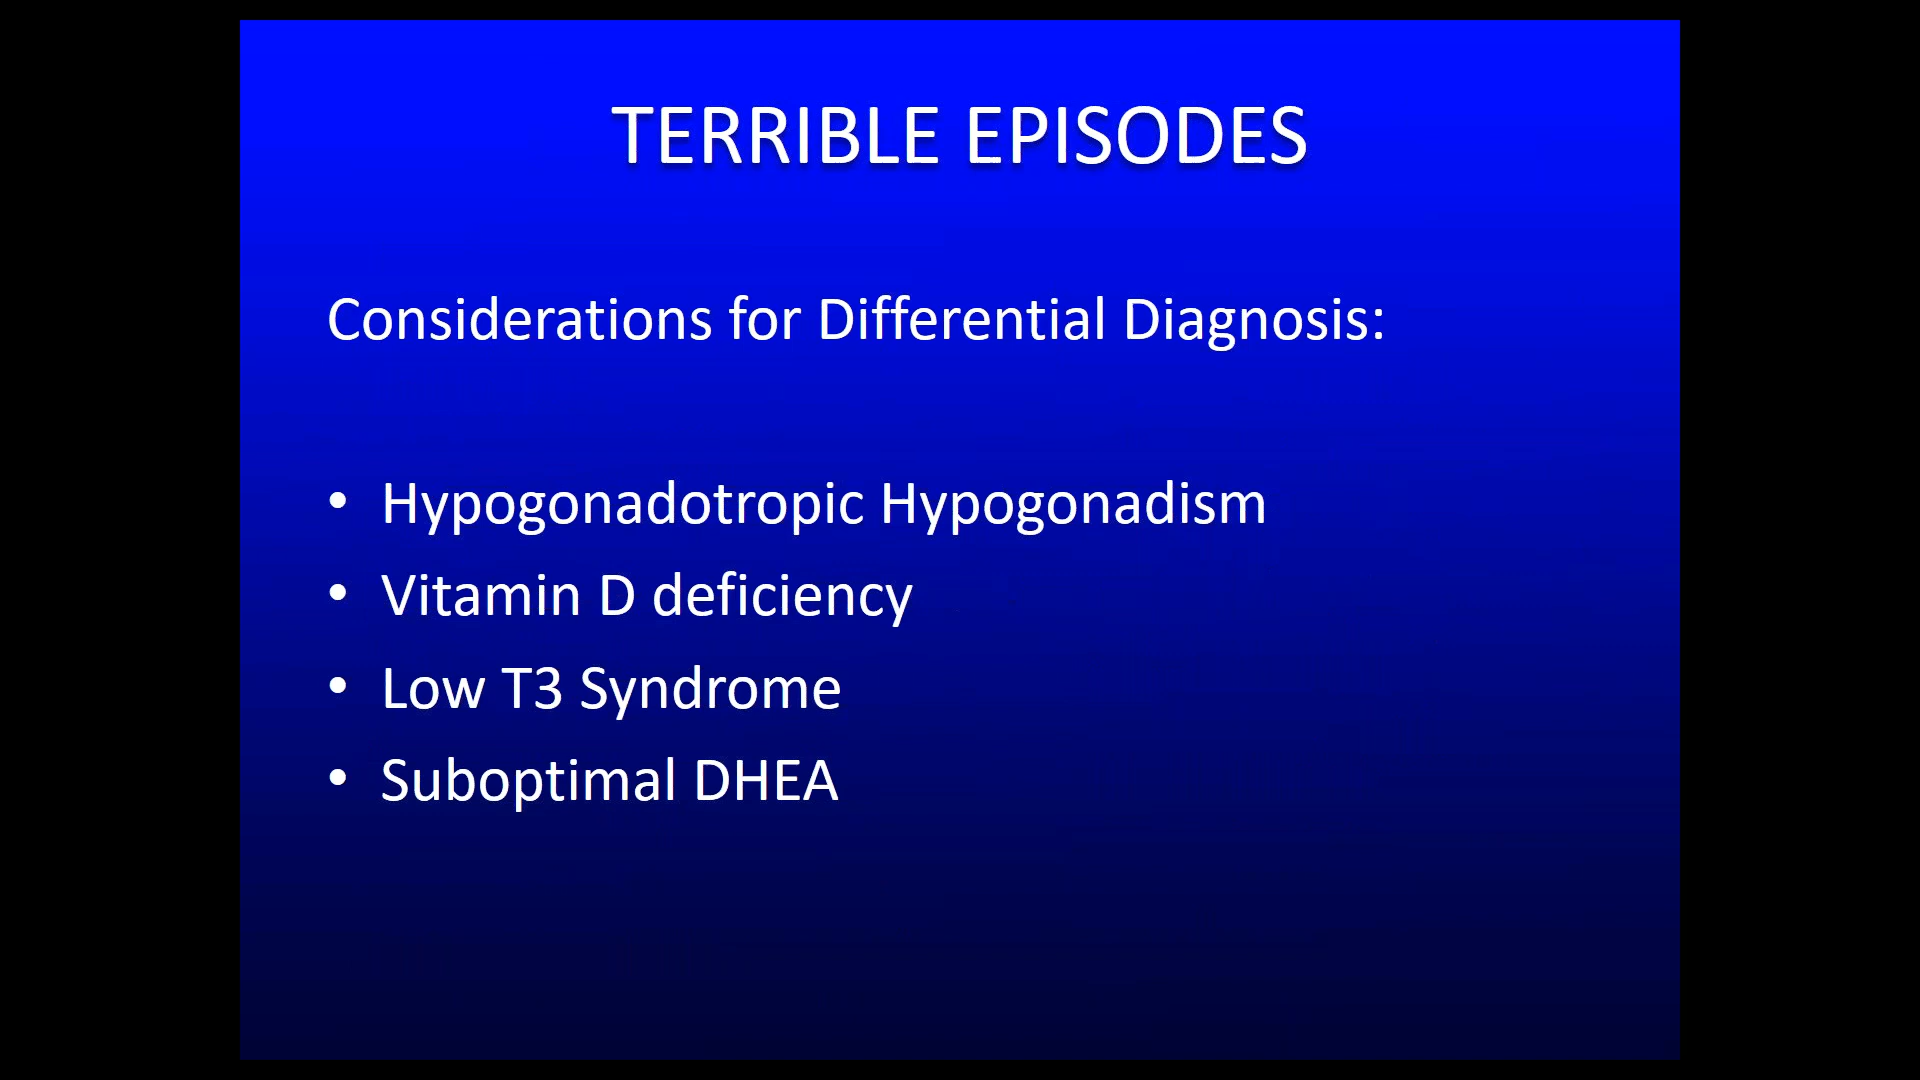 TERRIBLE EPISODES
Considerations for Differential Diagnosis:
• Hypogonadotropic Hypogonadism
• Vitamin D deficiency
• Low T3 Syndrome
• Suboptimal DHEA